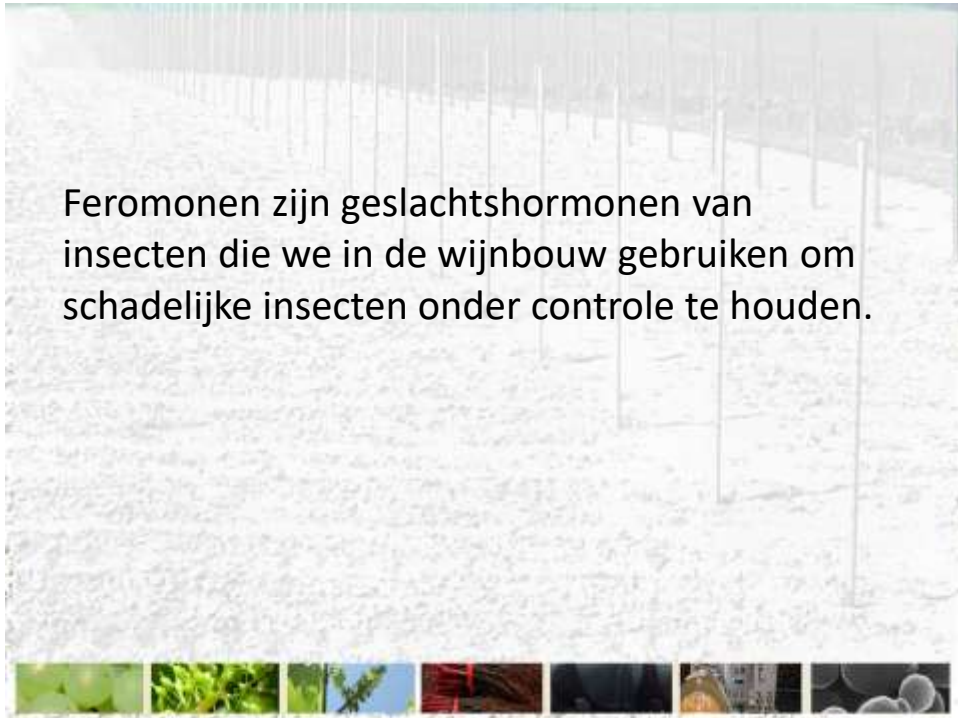 Feromonen zijn geslachtshormonen van
insecten die we in de wijnbouw gebruiken om
schadelijke insecten onder controle te houden.